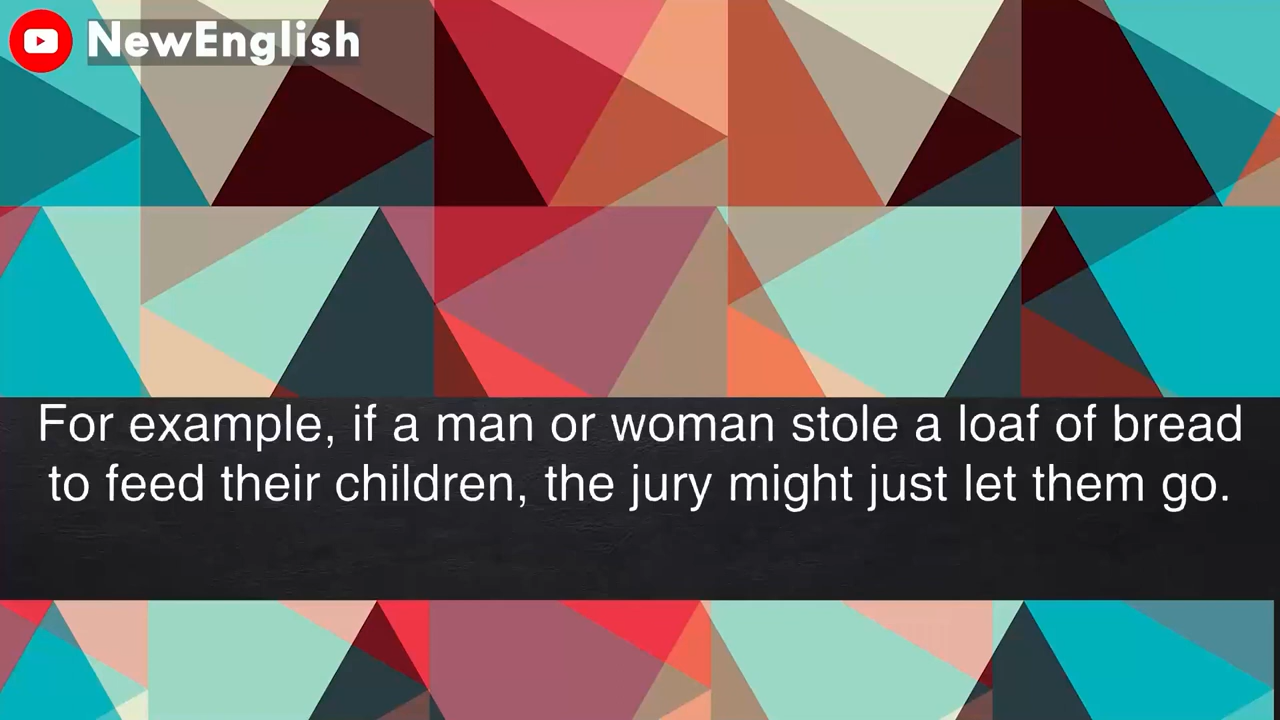 NewEnglish
For example, if a man or woman stole a loaf of bread
to feed their children, the jury might just let them go.